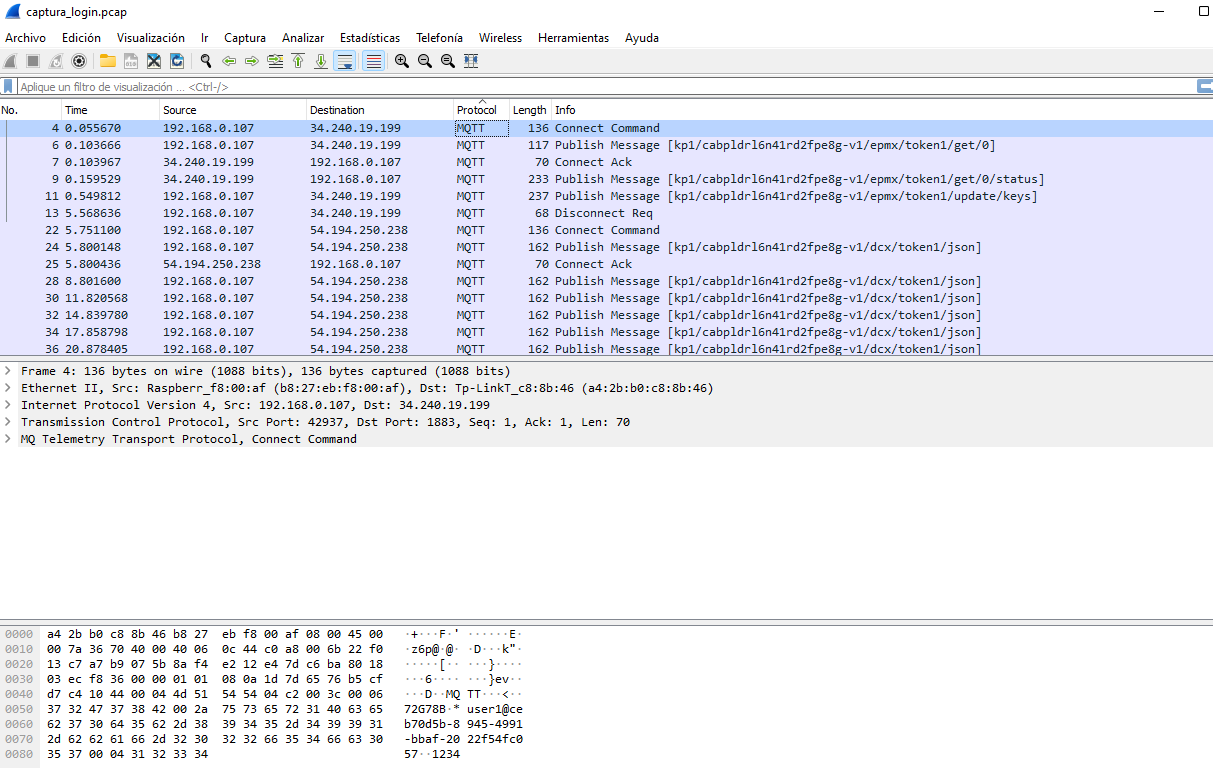 captura_login.pcap
Archivo Edición Visualización Ir Captura Analizar Estadísticas Telefonía Wireless Herramientas Ayuda
Aplique un filtro de visualización ... <Ctrl-/>
No. Time Source Destination Protocol Length Info
4 0.055670 192.168.0.107 34.240.19.199 MQTT 136 Connect Command
6 0.103666 192.168.0.107 34.240.19.199 MQTT 117 Publish Message [kp1/cabpldrl6n41rd2fpe8g-v1/epmx/token1/get/0]
7 0.103967 34.240.19.199 192.168.0.107 MQTT 70 Connect Ack
9 0.159529 34.240.19.199 192.168.0.107 MQTT 233 Publish Message [kp1/cabpldrl6n41rd2fpe8g-v1/epmx/token1/get/0/status]
11 0.549812 192.168.0.107 34.240.19.199 MQTT 237 Publish Message [kp1/cabpldrl6n41rd2fpe8g-v1/epmx/token1/update/keys]
13 5.568636 192.168.0.107 34.240.19.199 MQTT 68 Disconnect Req
22 5.751100 192.168.0.107 54.194.250.238 MQTT 136 Connect Command
24 5.800148 192.168.0.107 54.194.250.238 MQTT 162 Publish Message [kp1/cabpldrl6n41rd2fpe8g-v1/dcx/token1/json]
25 5.800436 54.194.250.238 192.168.0.107 MQTT 70 Connect Ack
28 8.801600 192.168.0.107 54.194.250.238 MQTT 162 Publish Message [kp1/cabpldrl6n41rd2fpe8g-v1/dcx/token1/json]
30 11.820568 192.168.0.107 54.194.250.238 MQTT 162 Publish Message [kp1/cabpldrl6n41rd2fpe8g-v1/dcx/token1/json]
32 14.839780 192.168.0.107 54.194.250.238 MQTT 162 Publish Message [kp1/cabpldrl6n41rd2fpe8g-v1/dcx/token1/json]
34 17.858798 192.168.0.107 54.194.250.238 MQTT 162 Publish Message [kp1/cabpldrl6n41rd2fpe8g-v1/dcx/token1/json]
36 20.878405 192.168.0.107 54.194.250.238 MQTT 162 Publish Message [kp1/cabpldrl6n41rd2fpe8g-v1/dcx/token1/json]
Frame 4: 136 bytes on wire (1088 bits), 136 bytes captured (1088 bits)
Ethernet II, Src: Raspberr_f8:00:af (b8:27:eb:f8:00:af), Dst: Tp-LinkT_c8:8b:46 (a4:2b:b0:c8:8b:46)
Internet Protocol Version 4, Src: 192.168.0.107, Dst: 34.240.19.199
Transmission Control Protocol, Src Port: 42937, Dst Port: 1883, Seq: 1, Ack: 1, Len: 70
MQ Telemetry Transport Protocol, Connect Command
0000 a4 2b b0 c8 8b 46 b8 27 eb f8 00 af 08 00 45 00 ·+···F·' ······E·
0010 00 7a 36 70 40 00 40 06 0c 44 c0 a8 00 6b 22 f0 ·z6p@·@· ·D···k"·
0020 13 c7 a7 b9 07 5b 8a f4 e2 12 e4 7d c6 ba 80 18 ·····[·· ···}····
0030 03 ec f8 36 00 00 01 01 08 0a 1d 7d 65 76 b5 cf ···6···· ···}ev··
0040 d7 c4 10 44 00 04 4d 51 54 54 04 c2 00 3c 00 06 ···D··MQ TT···<··
0050 37 32 47 37 38 42 00 2a 75 73 65 72 31 40 63 65 72G78B·* user1@ce
0060 62 37 30 64 35 62 2d 38 39 34 35 2d 34 39 39 31 b70d5b-8 945-4991
0070 2d 62 62 61 66 2d 32 30 32 32 66 35 34 66 63 30 -bbaf-20 22f54fc0
0080 35 37 00 04 31 32 33 34 57··1234